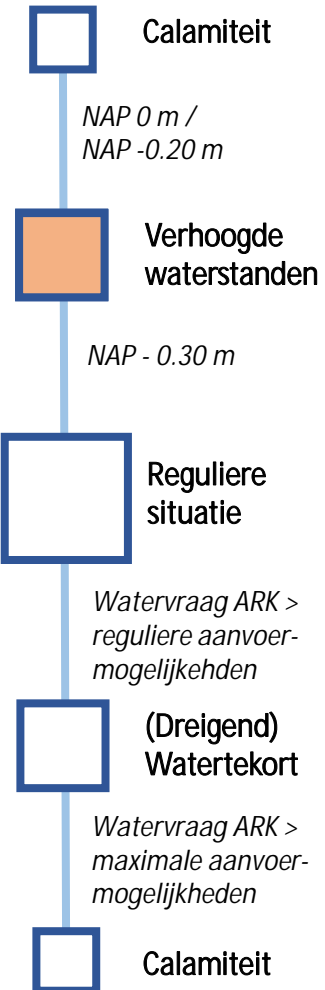 Calamiteit
NAP 0 m /
NAP -0.20 m
Verhoogde
waterstanden
NAP - 0.30 m
Reguliere
situatie
Watervraag ARK >
reguliere aanvoer-
mogelijkehden
(Dreigend)
Watertekort
Watervraag ARK >
maximale aanvoer-
mogelijkheden
Calamiteit